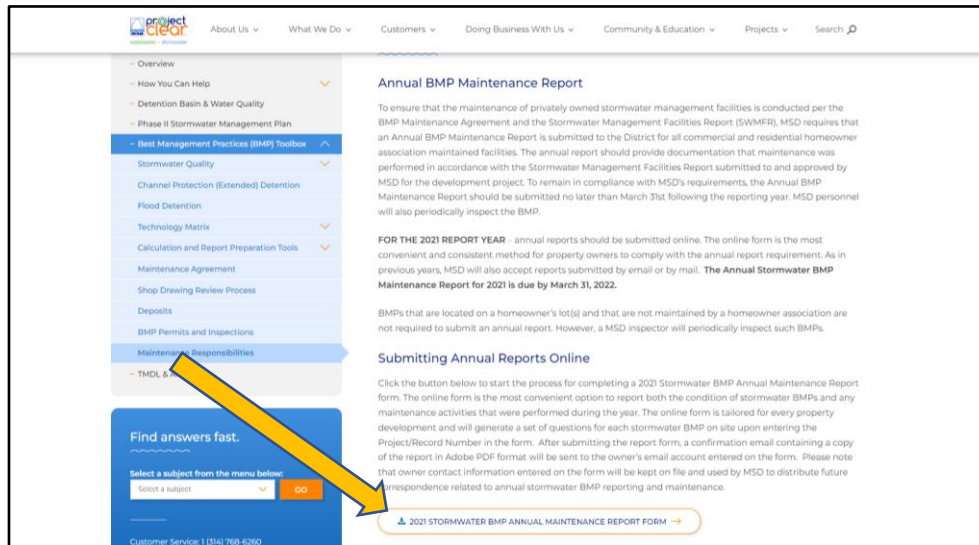 project
clear
wastewater – stormwater
About Us
What We Do
Customers
Doing Business With Us
Community & Education
Projects
Search
– Overview
– How You Can Help
– Detention Basin & Water Quality
– Phase II Stormwater Management Plan
– Best Management Practices (BMP) Toolbox
Stormwater Quality
Channel Protection (Extended) Detention
Flood Detention
Technology Matrix
Calculation and Report Preparation Tools
Maintenance Agreement
Shop Drawing Review Process
Deposits
BMP Permits and Inspections
Maintenance Responsibilities
– TMDL &
Find answers fast.
Select a subject from the menu below:
Select a subject
GO
Customer Service: 1 (314) 768-6260
Annual BMP Maintenance Report
To ensure that the maintenance of privately owned stormwater management facilities is conducted per the
BMP Maintenance Agreement and the Stormwater Management Facilities Report (SWMFR), MSD requires that
an Annual BMP Maintenance Report is submitted to the District for all commercial and residential homeowner
association maintained facilities. The annual report should provide documentation that maintenance was
performed in accordance with the Stormwater Management Facilities Report submitted to and approved by
MSD for the development project. To remain in compliance with MSD's requirements, the Annual BMP
Maintenance Report should be submitted no later than March 31st following the reporting year. MSD personnel
will also periodically inspect the BMP.
FOR THE 2021 REPORT YEAR – annual reports should be submitted online. The online form is the most
convenient and consistent method for property owners to comply with the annual report requirement. As in
previous years, MSD will also accept reports submitted by email or by mail. The Annual Stormwater BMP
Maintenance Report for 2021 is due by March 31, 2022.
BMPs that are located on a homeowner's lot(s) and that are not maintained by a homeowner association are
not required to submit an annual report. However, a MSD inspector will periodically inspect such BMPs.
Submitting Annual Reports Online
Click the button below to start the process for completing a 2021 Stormwater BMP Annual Maintenance Report
form. The online form is the most convenient option to report both the condition of stormwater BMPs and any
maintenance activities that were performed during the year. The online form is tailored for every property
development and will generate a set of questions for each stormwater BMP on site upon entering the
Project/Record Number in the form. After submitting the report form, a confirmation email containing a copy
of the report in Adobe PDF format will be sent to the owner's email account entered on the form. Please note
that owner contact information entered on the form will be kept on file and used by MSD to distribute future
correspondence related to annual stormwater BMP reporting and maintenance.
2021 STORMWATER BMP ANNUAL MAINTENANCE REPORT FORM →